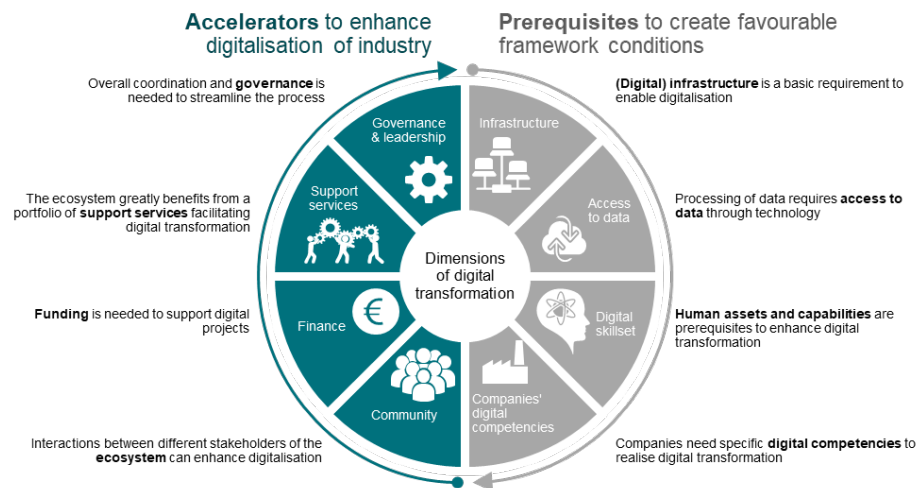 Accelerators to enhance
digitalisation of industry
Prerequisites to create favourable
framework conditions
Overall coordination and governance is
needed to streamline the process
The ecosystem greatly benefits from a
portfolio of support services facilitating
digital transformation
Funding is needed to support digital
projects
Interactions between different stakeholders of the
ecosystem can enhance digitalisation
Governance
& leadership
Support
services
Finance
€
Community
Dimensions
of digital
transformation
Infrastructure
Access
to data
Digital
skillset
Companies'
digital
competencies
(Digital) infrastructure is a basic requirement to
enable digitalisation
Processing of data requires access to
data through technology
Human assets and capabilities are
prerequisites to enhance digital
transformation
Companies need specific digital competencies to
realise digital transformation